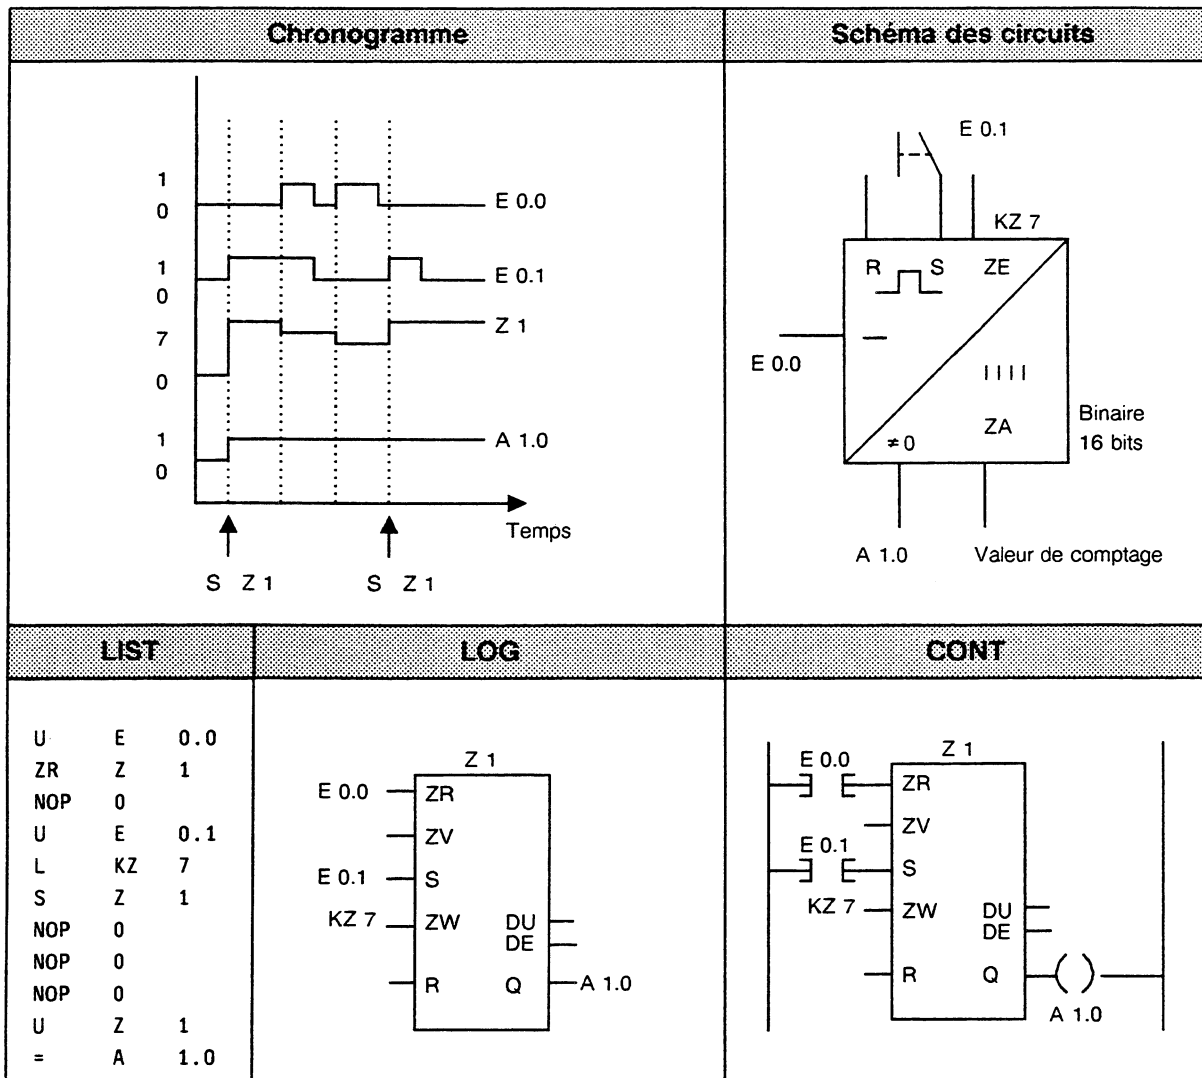 Chronogramme
Schéma des circuits
1
0
E 0.0
1
0
E 0.1
7
0
Z 1
1
0
A 1.0
Temps
S Z 1
S Z 1
E 0.1
KZ 7
R S ZE
E 0.0
≠ 0
ZA
Binaire
16 bits
A 1.0
Valeur de comptage
LIST
LOG
CONT
U E 0.0
ZR Z 1
NOP 0
U E 0.1
L KZ 7
S Z 1
NOP 0
NOP 0
NOP 0
U Z 1
= A 1.0
Z 1
E 0.0 ZR
ZV
E 0.1 S
KZ 7 ZW DU
DE
R Q A 1.0
Z 1
E 0.0
ZR
ZV
E 0.1
S
KZ 7 ZW DU
DE
R Q ( )
A 1.0